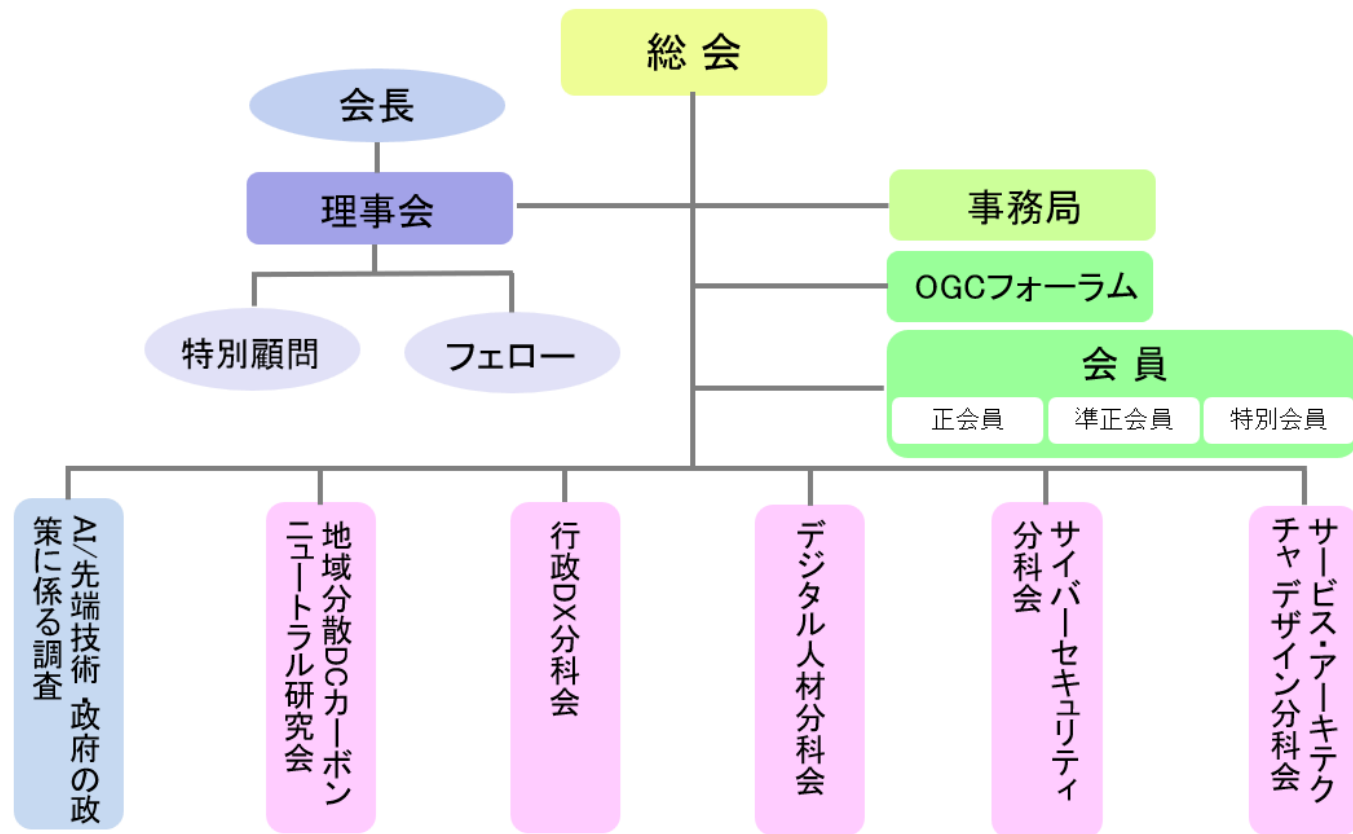 総 会
会長
理事会
事務局
OGCフォーラム
特別顧問
フェロー
会 員
正会員
準正会員
特別会員
AI/先端技術・政府の政
策に係る調査
地域分散DCカーボン
ニュートラル研究会
行政DX分科会
デジタル人材分科会
サイバーセキュリティ
分科会
サービス・アーキテク
チャ デザイン分科会